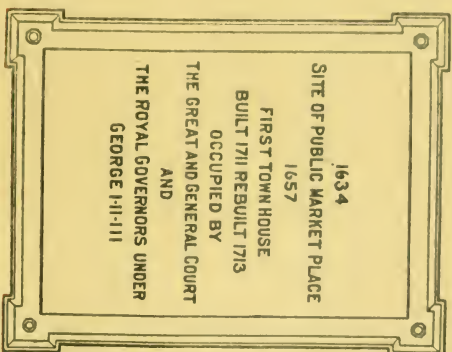 1634
SITE OF PUBLIC MARKET PLACE
1657
FIRST TOWN HOUSE
BUILT 1711 REBUILT 1713
OCCUPIED BY
THE GREAT AND GENERAL COURT
AND
THE ROYAL GOVERNORS UNDER
GEORGE I-II-III